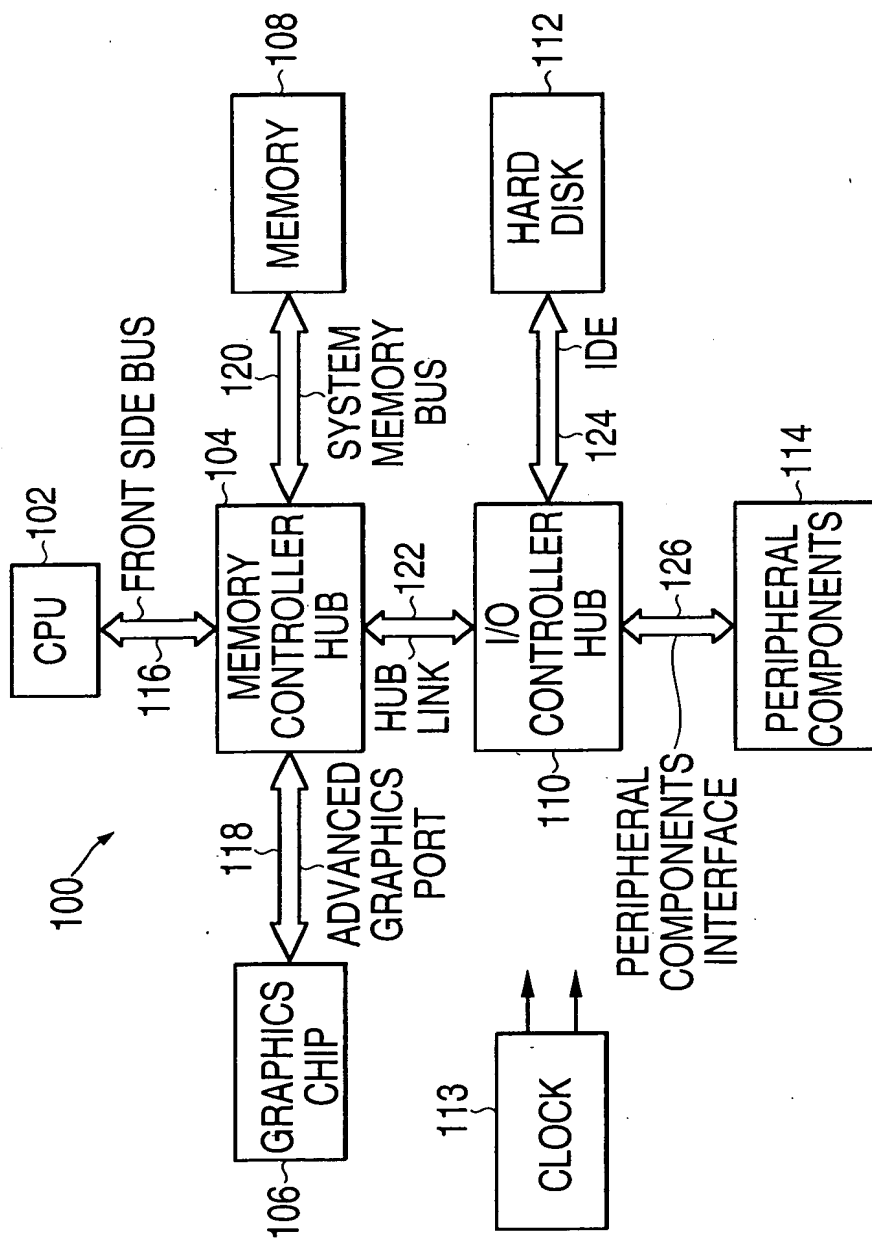 100
CPU
102
116
FRONT SIDE BUS
GRAPHICS
CHIP
106
118
ADVANCED
GRAPHICS
PORT
MEMORY
CONTROLLER
HUB
104
120
SYSTEM
MEMORY
BUS
MEMORY
108
HUB
LINK
122
CLOCK
113
I/O
CONTROLLER
HUB
110
124
IDE
HARD
DISK
112
PERIPHERAL
COMPONENTS
INTERFACE
126
PERIPHERAL
COMPONENTS
114